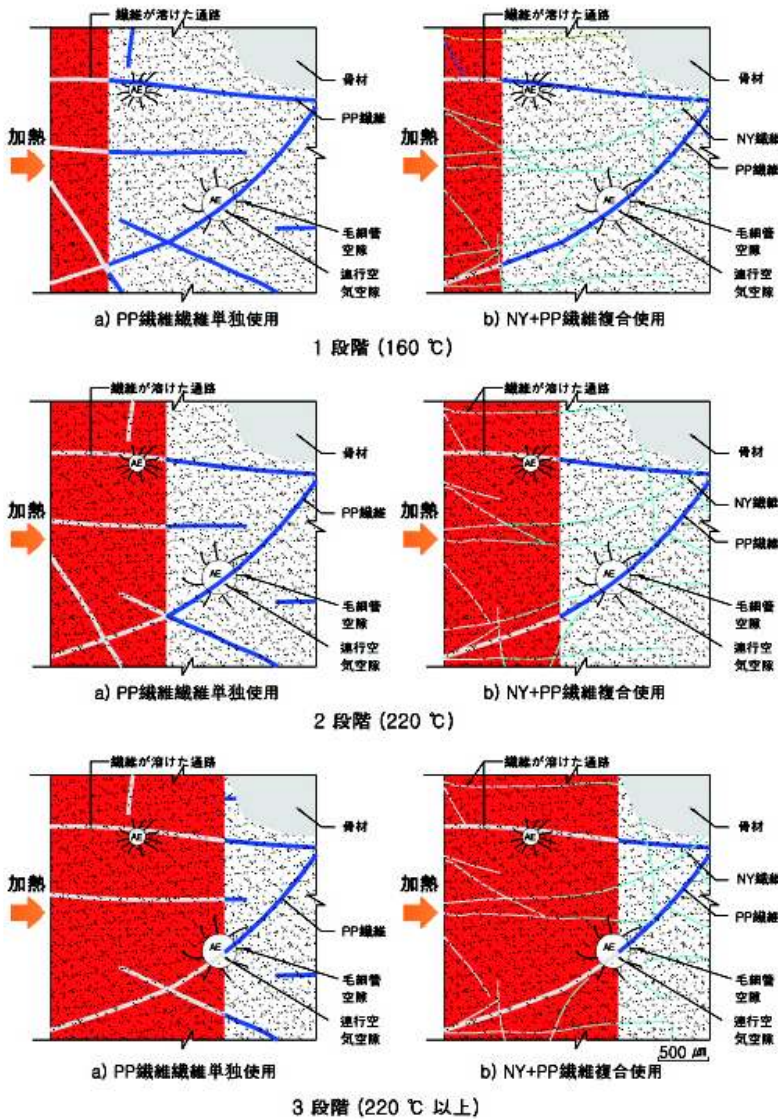 繊維が溶けた通路
AE
骨材
PP繊維
加熱
AE
毛細管
空隙
連行空
気空隙
a) PP繊維繊維単独使用
繊維が溶けた通路
AE
骨材
NY繊維
PP繊維
加熱
AE
毛細管
空隙
連行空
気空隙
b) NY+PP繊維複合使用
1 段階 (160 ℃)
繊維が溶けた通路
AE
骨材
PP繊維
加熱
AE
毛細管
空隙
連行空
気空隙
a) PP繊維繊維単独使用
繊維が溶けた通路
AE
骨材
NY繊維
PP繊維
加熱
AE
毛細管
空隙
連行空
気空隙
b) NY+PP繊維複合使用
2 段階 (220 ℃)
繊維が溶けた通路
AE
骨材
加熱
PP繊維
AE
毛細管
空隙
連行空
気空隙
a) PP繊維繊維単独使用
繊維が溶けた通路
AE
骨材
NY繊維
PP繊維
加熱
AE
毛細管
空隙
連行空
気空隙
500 ㎛
b) NY+PP繊維複合使用
3 段階 (220 ℃ 以上)